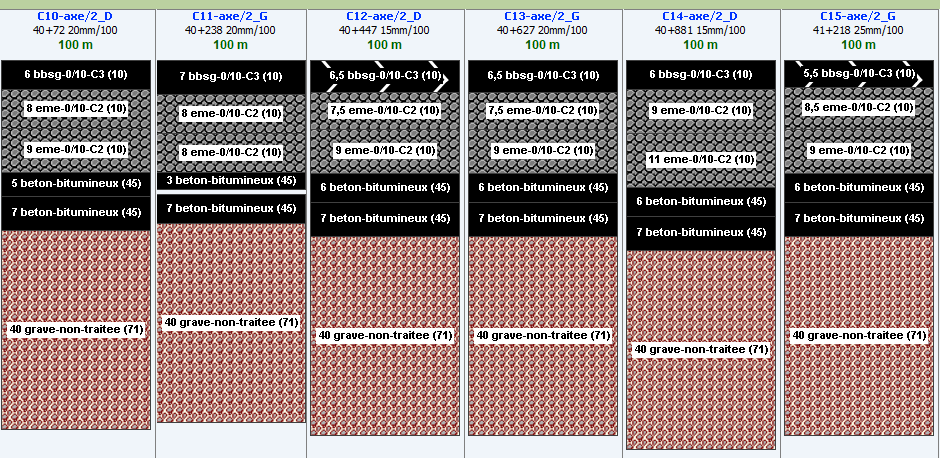 C10-axe/2_D
40+72 20mm/100
100 m
6 bbsg-0/10-C3 (10)
8 eme-0/10-C2 (10)
9 eme-0/10-C2 (10)
5 beton-bitumineux (45)
7 beton-bitumineux (45)
40 grave-non-traitee (71)
C11-axe/2_G
40+238 20mm/100
100 m
7 bbsg-0/10-C3 (10)
8 eme-0/10-C2 (10)
8 eme-0/10-C2 (10)
3 beton-bitumineux (45)
7 beton-bitumineux (45)
40 grave-non-traitee (71)
C12-axe/2_D
40+447 15mm/100
100 m
6,5 bbsg-0/10-C3 (10)
7,5 eme-0/10-C2 (10)
9 eme-0/10-C2 (10)
6 beton-bitumineux (45)
7 beton-bitumineux (45)
40 grave-non-traitee (71)
C13-axe/2_G
40+627 20mm/100
100 m
6,5 bbsg-0/10-C3 (10)
7,5 eme-0/10-C2 (10)
9 eme-0/10-C2 (10)
6 beton-bitumineux (45)
7 beton-bitumineux (45)
40 grave-non-traitee (71)
C14-axe/2_D
40+881 15mm/100
100 m
6 bbsg-0/10-C3 (10)
9 eme-0/10-C2 (10)
11 eme-0/10-C2 (10)
6 beton-bitumineux (45)
7 beton-bitumineux (45)
40 grave-non-traitee (71)
C15-axe/2_G
41+218 25mm/100
100 m
5,5 bbsg-0/10-C3 (10)
8,5 eme-0/10-C2 (10)
9 eme-0/10-C2 (10)
6 beton-bitumineux (45)
7 beton-bitumineux (45)
40 grave-non-traitee (71)